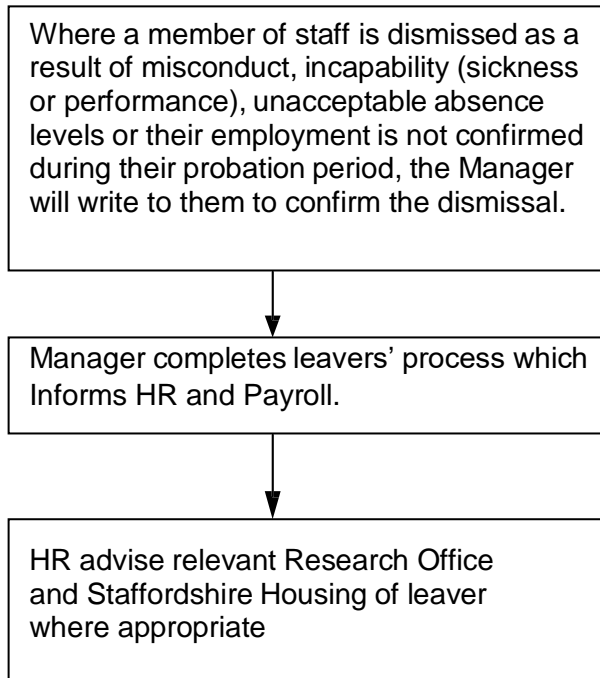 Where a member of staff is dismissed as a
result of misconduct, incapability (sickness
or performance), unacceptable absence
levels or their employment is not confirmed
during their probation period, the Manager
will write to them to confirm the dismissal.
Manager completes leavers’ process which
Informs HR and Payroll.
HR advise relevant Research Office
and Staffordshire Housing of leaver
where appropriate